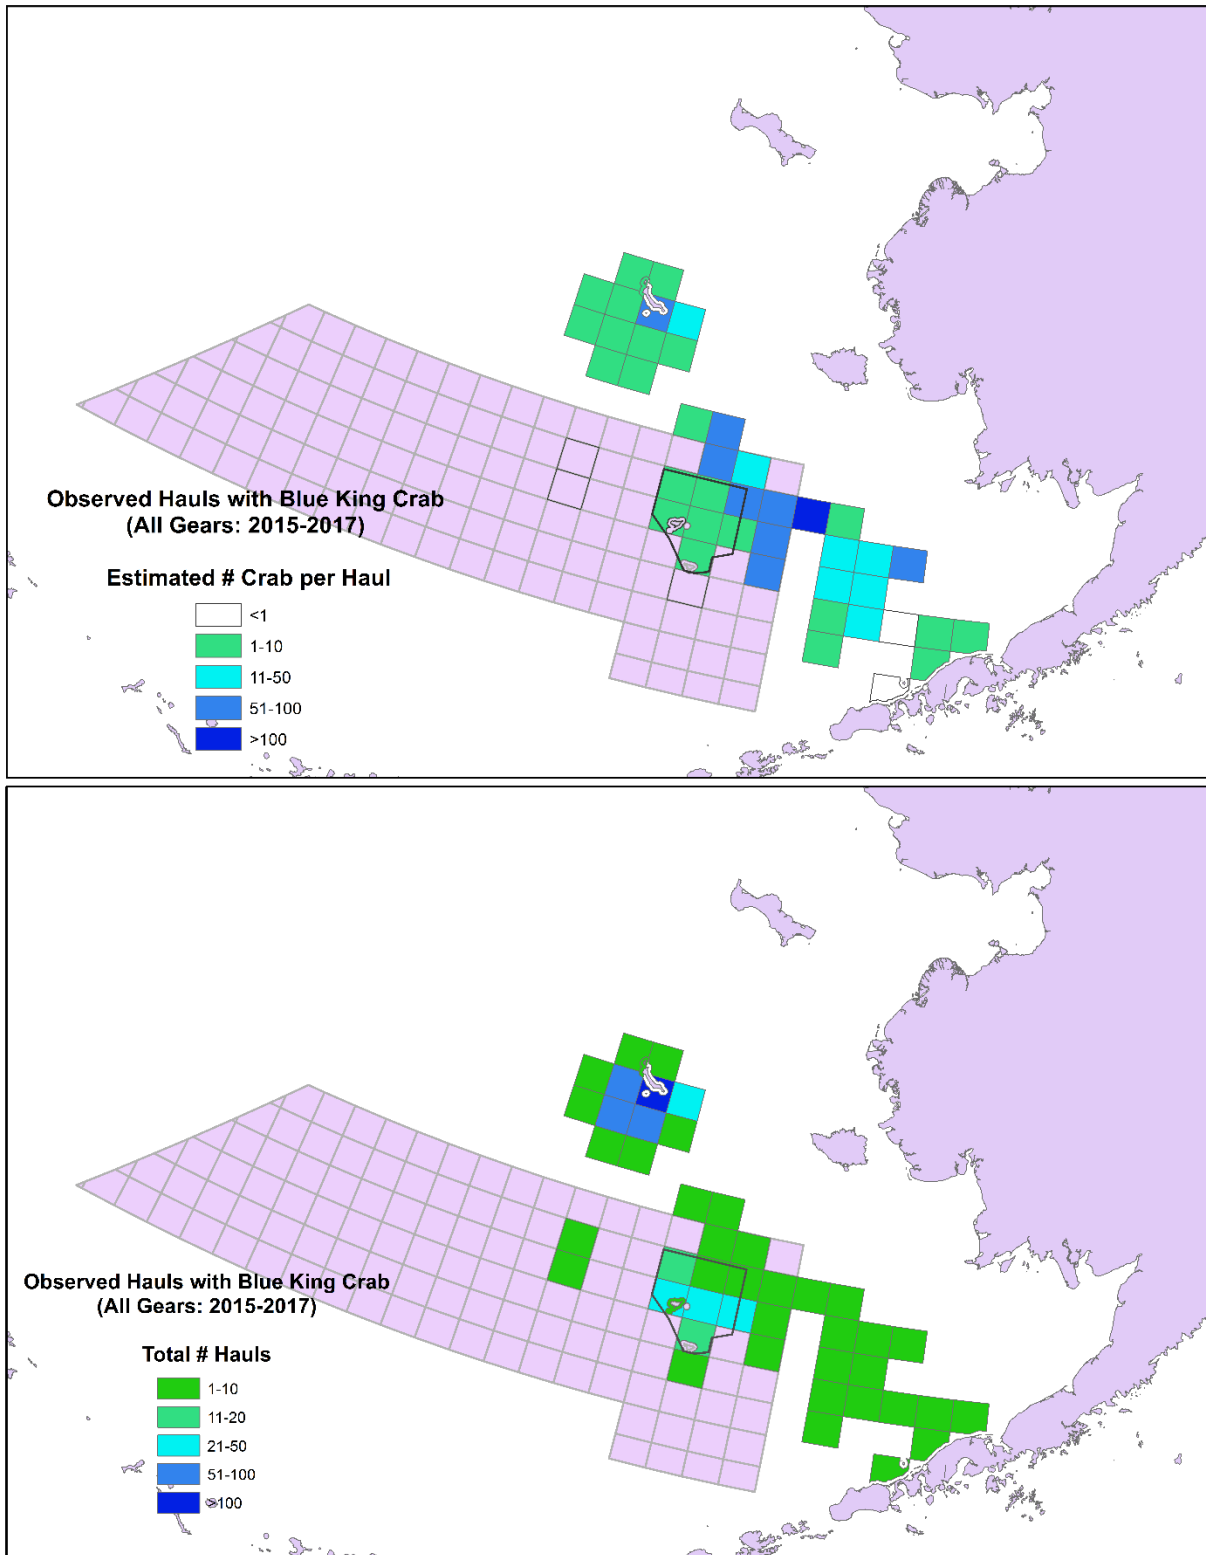 Observed Hauls with Blue King Crab
(All Gears: 2015-2017)
Estimated # Crab per Haul
<1
1-10
11-50
51-100
>100
Observed Hauls with Blue King Crab
(All Gears: 2015-2017)
Total # Hauls
1-10
11-20
21-50
51-100
>100